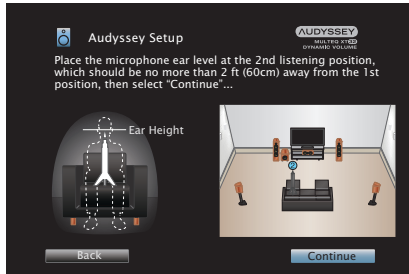 Audyssey Setup
AUDYSSEY
MULTEQ XT32
DYNAMIC VOLUME
Place the microphone ear level at the 2nd listening position,
which should be no more than 2 ft (60cm) away from the 1st
position, then select “Continue”...
Ear Height
Back
Continue